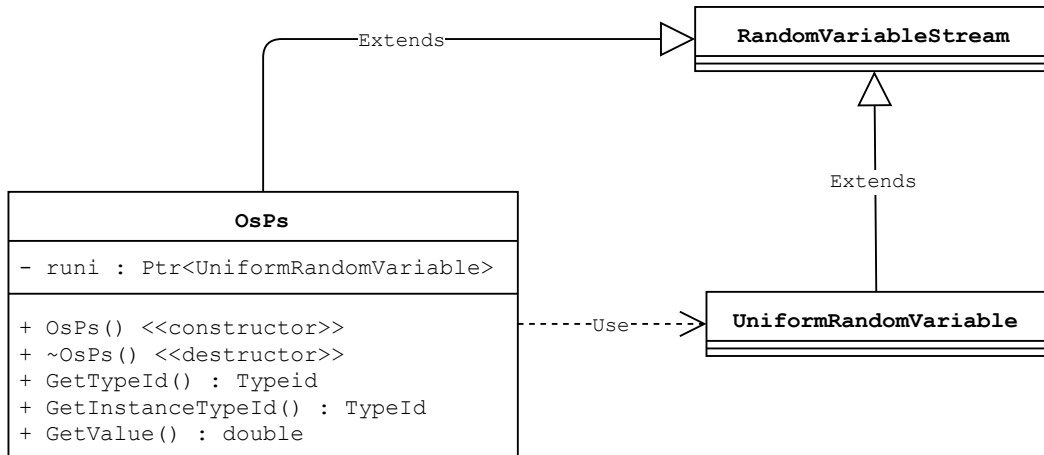 RandomVariableStream
Extends
Extends
OsPs
- runi : Ptr<UniformRandomVariable>
+ OsPs() <<constructor>>
+ ~OsPs() <<destructor>>
+ GetTypeId() : Typeid
+ GetInstanceTypeId() : TypeId
+ GetValue() : double
Use
UniformRandomVariable